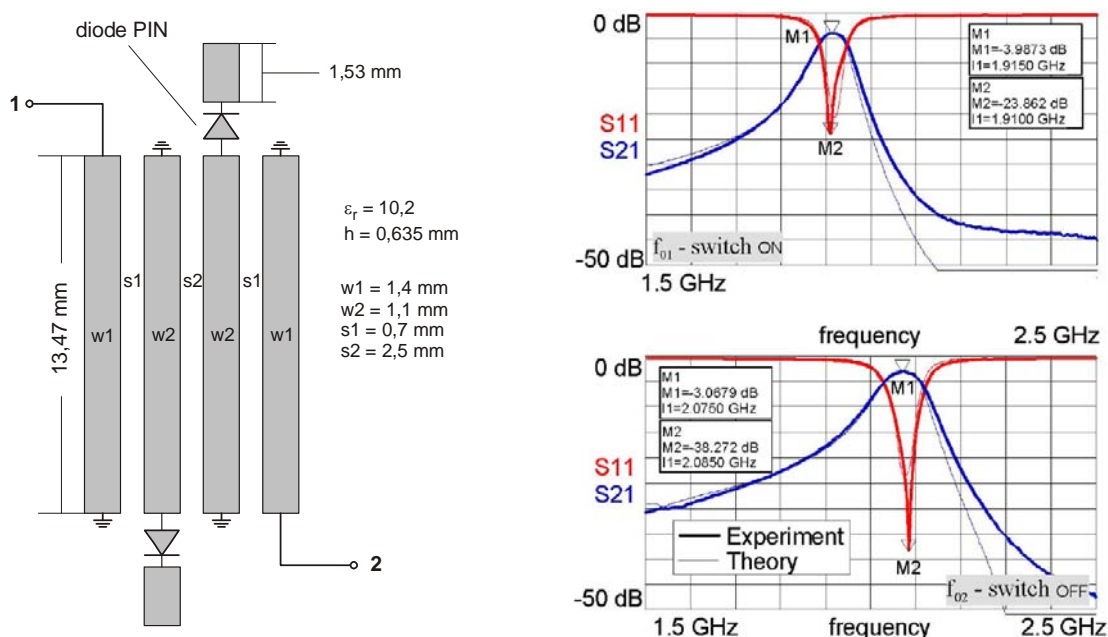 diode PIN
1,53 mm
1
13,47 mm
w1
s1
w2
s2
w2
s1
w1
2
εr = 10,2
h = 0,635 mm
w1 = 1,4 mm
w2 = 1,1 mm
s1 = 0,7 mm
s2 = 2,5 mm
0 dB
M1
M1
M1=-3.9873 dB
I1=1.9150 GHz
M2
M2=-23.862 dB
I1=1.9100 GHz
S11
S21
M2
f01 - switch ON
-50 dB
1.5 GHz
frequency
2.5 GHz
0 dB
M1
M1=-3.0679 dB
I1=2.0750 GHz
M2
M2=-38.272 dB
I1=2.0850 GHz
M1
S11
S21
Experiment
Theory
M2
f02 - switch OFF
-50 dB
1.5 GHz
frequency
2.5 GHz